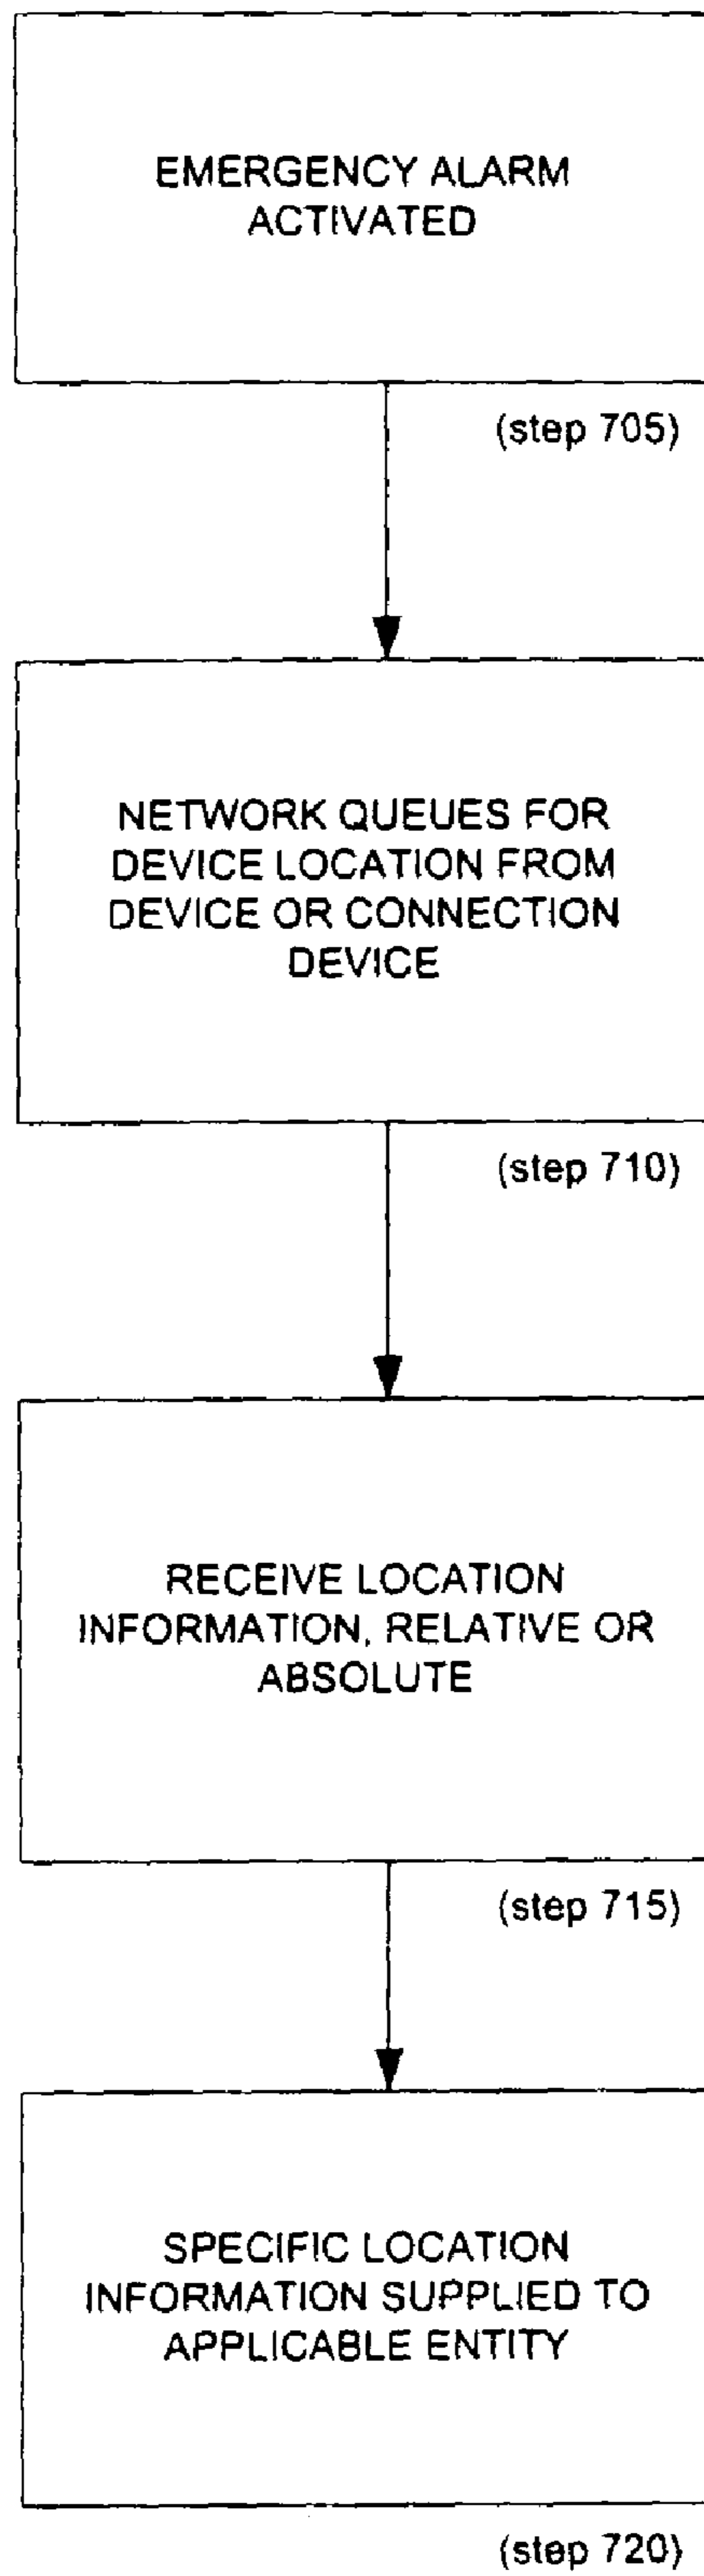 EMERGENCY ALARM
ACTIVATED
(step 705)
NETWORK QUEUES FOR
DEVICE LOCATION FROM
DEVICE OR CONNECTION
DEVICE
(step 710)
RECEIVE LOCATION
INFORMATION, RELATIVE OR
ABSOLUTE
(step 715)
SPECIFIC LOCATION
INFORMATION SUPPLIED TO
APPLICABLE ENTITY
(step 720)